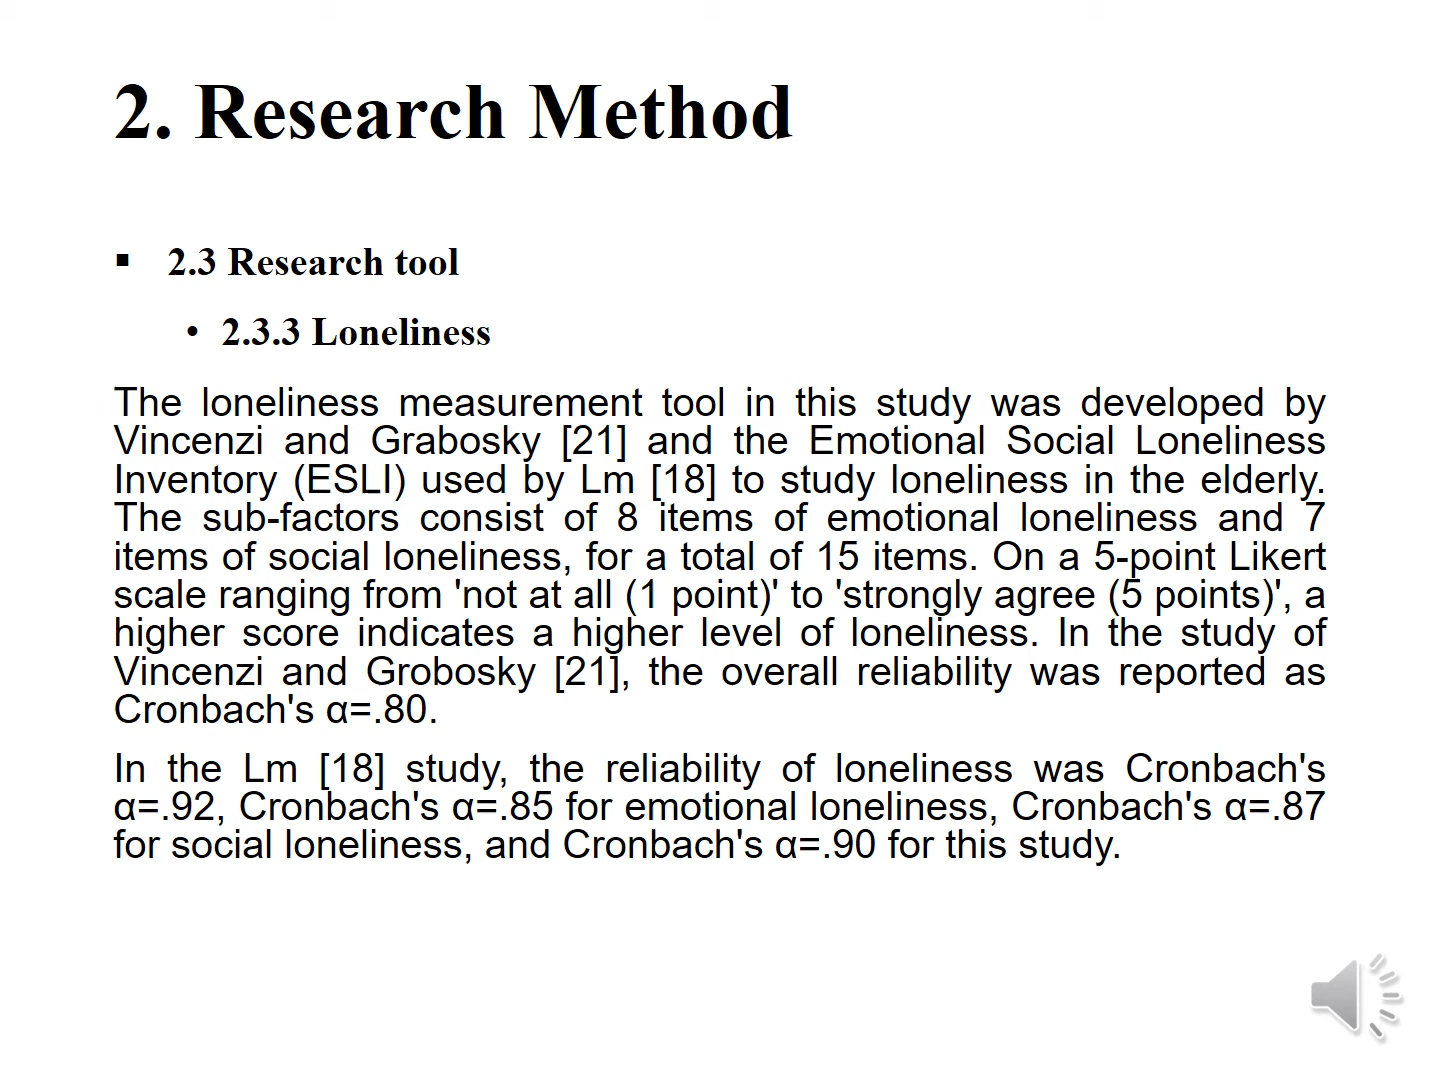 2. Research Method
▪ 2.3 Research tool
• 2.3.3 Loneliness
The loneliness measurement tool in this study was developed by
Vincenzi and Grabosky [21] and the Emotional Social Loneliness
Inventory (ESLI) used by Lm [18] to study loneliness in the elderly.
The sub-factors consist of 8 items of emotional loneliness and 7
items of social loneliness, for a total of 15 items. On a 5-point Likert
scale ranging from 'not at all (1 point)' to 'strongly agree (5 points)', a
higher score indicates a higher level of loneliness. In the study of
Vincenzi and Grobosky [21], the overall reliability was reported as
Cronbach's α=.80.
In the Lm [18] study, the reliability of loneliness was Cronbach's
α=.92, Cronbach's α=.85 for emotional loneliness, Cronbach's α=.87
for social loneliness, and Cronbach's α=.90 for this study.